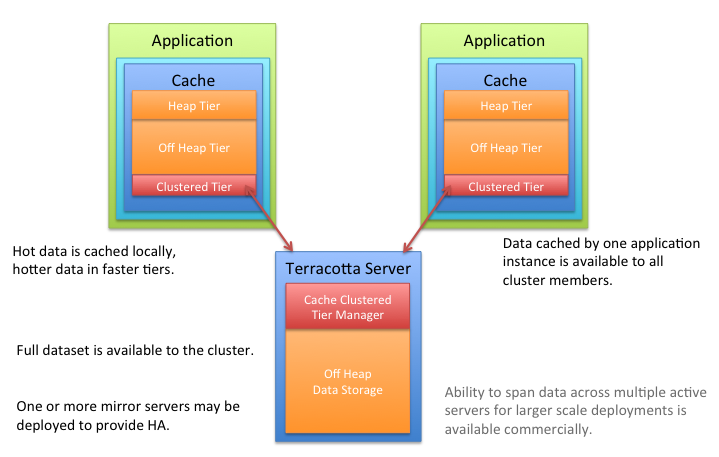 Application
Cache
Heap Tier
Off Heap Tier
Clustered Tier
Application
Cache
Heap Tier
Off Heap Tier
Clustered Tier
Hot data is cached locally,
hotter data in faster tiers.
Data cached by one application
instance is available to all
cluster members.
Terracotta Server
Cache Clustered
Tier Manager
Off Heap
Data Storage
Full dataset is available to the cluster.
One or more mirror servers may be
deployed to provide HA.
Ability to span data across multiple active
servers for larger scale deployments is
available commercially.